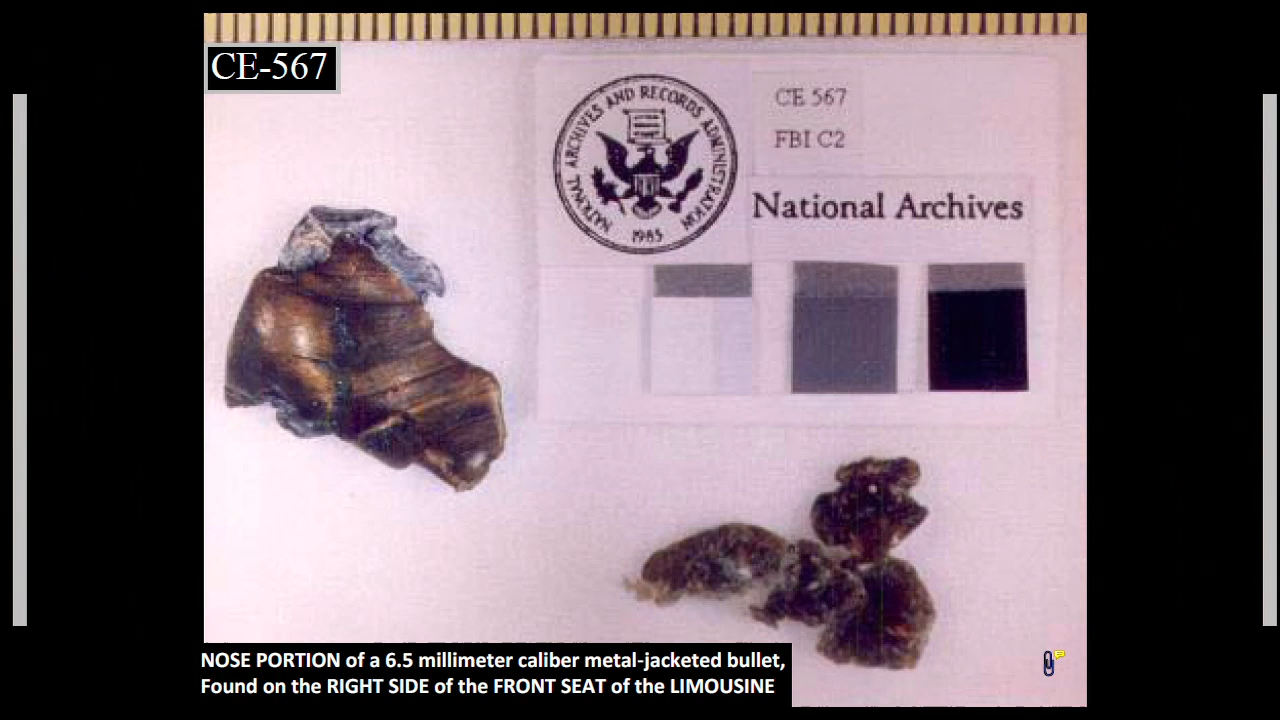 CE-567
NATIONAL ARCHIVES AND RECORDS ADMINISTRATION
1985
CE 567
FBI C2
National Archives
NOSE PORTION of a 6.5 millimeter caliber metal-jacketed bullet,
Found on the RIGHT SIDE of the FRONT SEAT of the LIMOUSINE